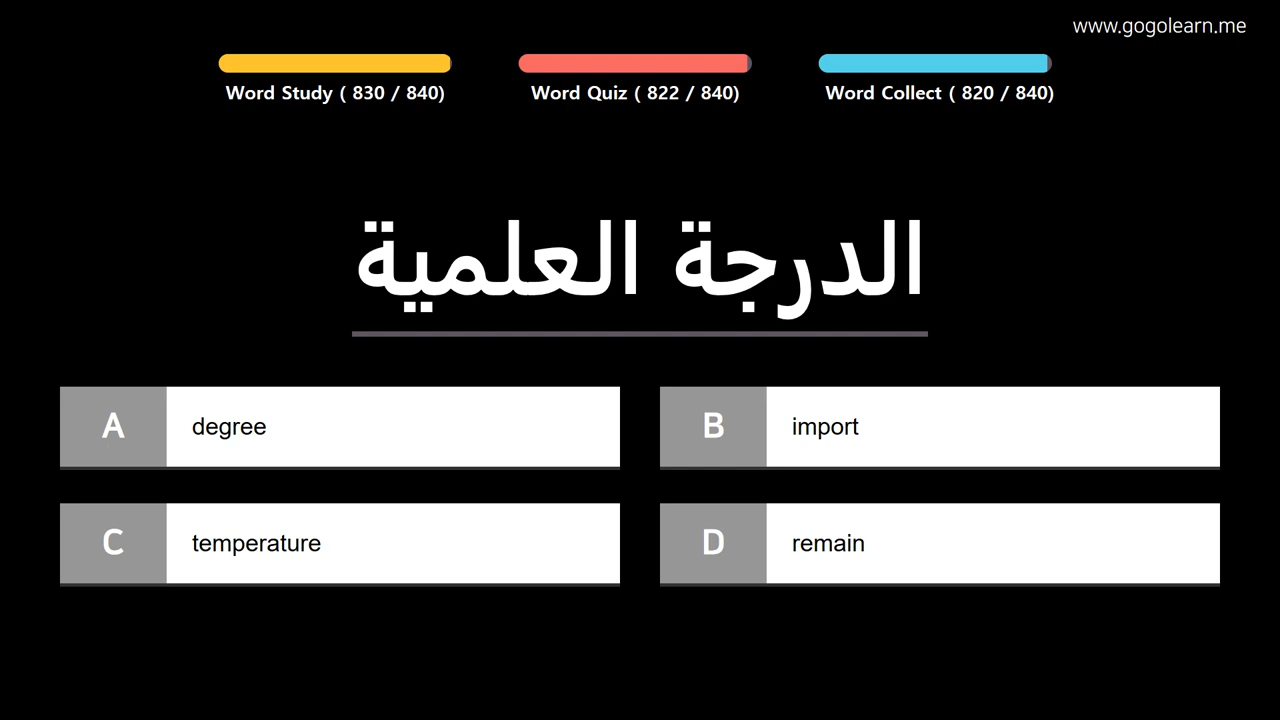 www.gogolearn.me
Word Study ( 830 / 840)
Word Quiz ( 822 / 840)
Word Collect ( 820 / 840)
الدرجة العلمية
A degree
B import
C temperature
D remain